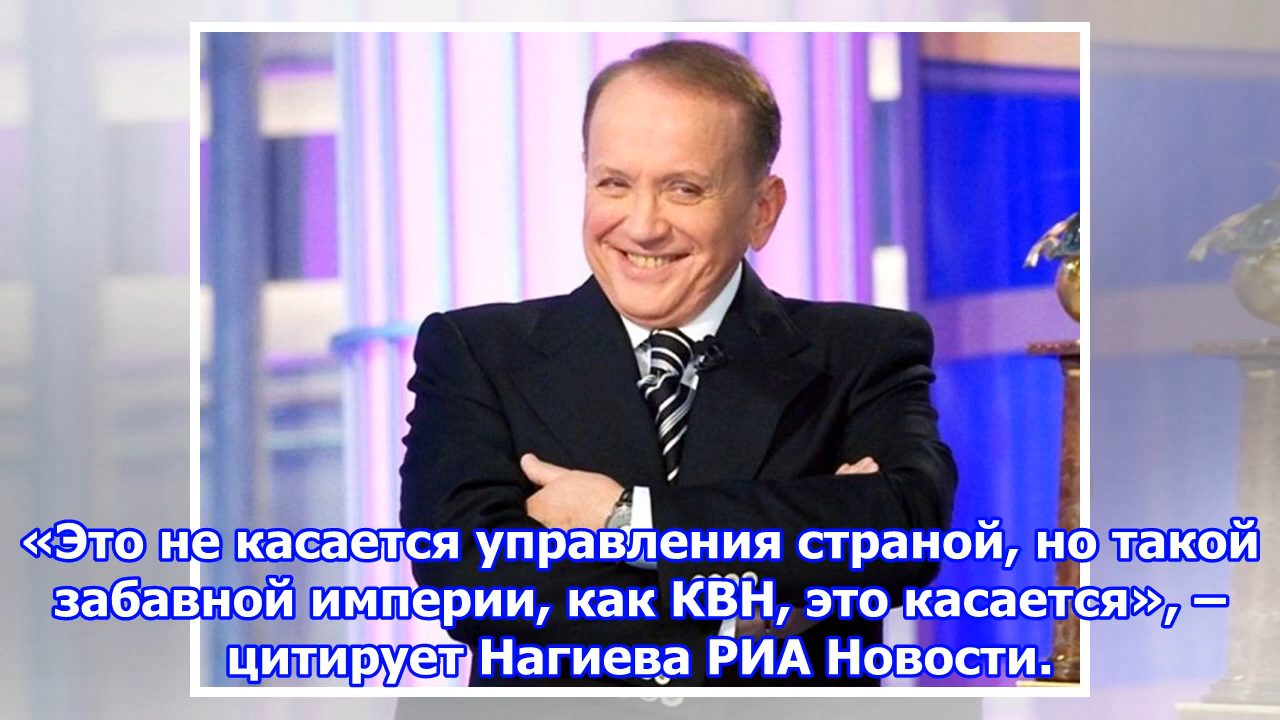 «Это не касается управления страной, но такой
забавной империи, как КВН, это касается», –
цитирует Нагиева РИА Новости.